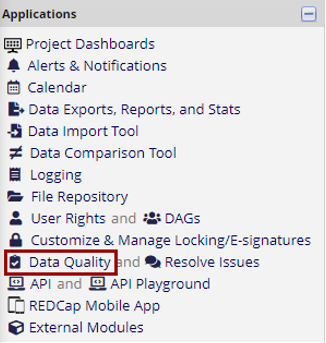 Applications
Project Dashboards
Alerts & Notifications
Calendar
Data Exports, Reports, and Stats
Data Import Tool
Data Comparison Tool
Logging
File Repository
User Rights and DAGs
Customize & Manage Locking/E-signatures
Data Quality and Resolve Issues
API and API Playground
REDCap Mobile App
External Modules